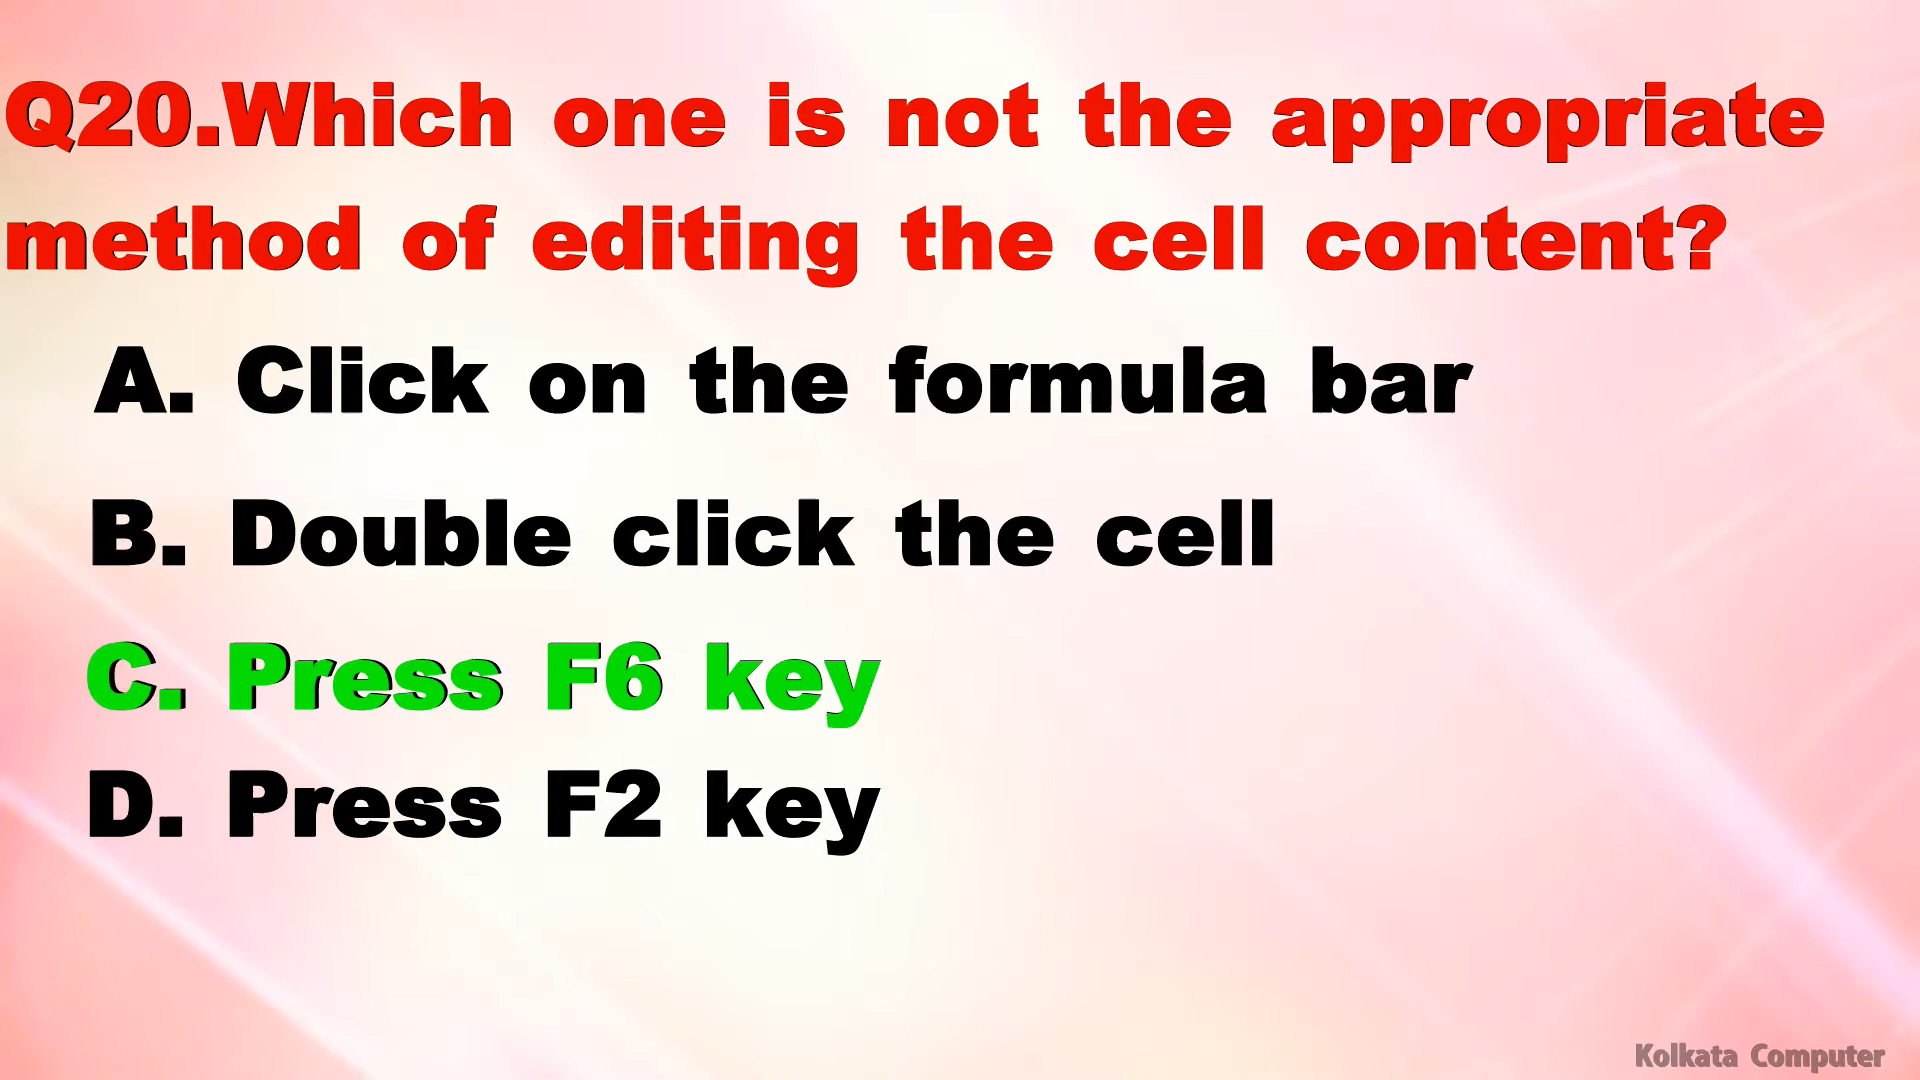 Q20.Which one is not the appropriate
method of editing the cell content?
A. Click on the formula bar
B. Double click the cell
C. Press F6 key
D. Press F2 key
Kolkata Computer